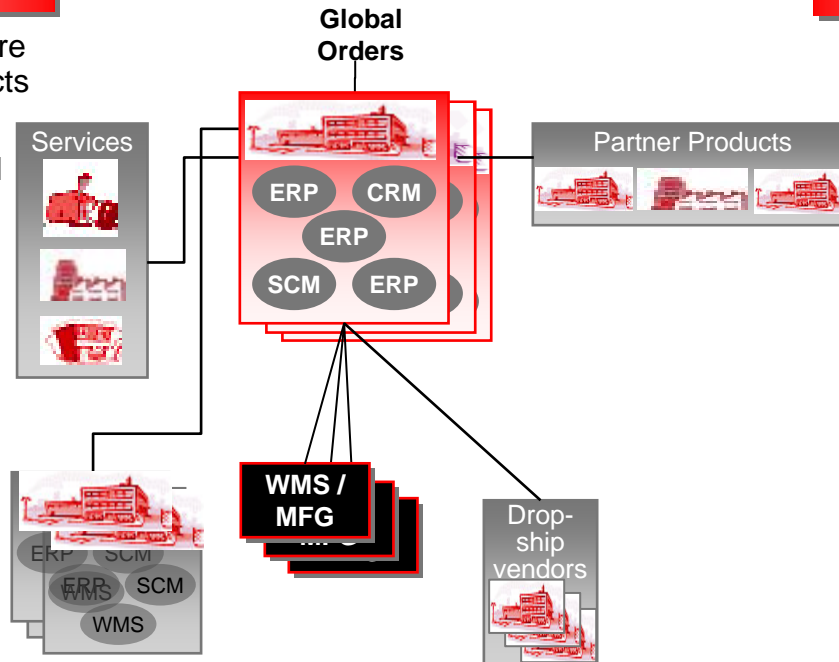 Global
Orders
re
cts
Services
Partner Products
ERP
CRM
ERP
SCM
ERP
WMS /
MFG
Drop-
ship
vendors
ERP
SCM
WMS
ERP
SCM
WMS